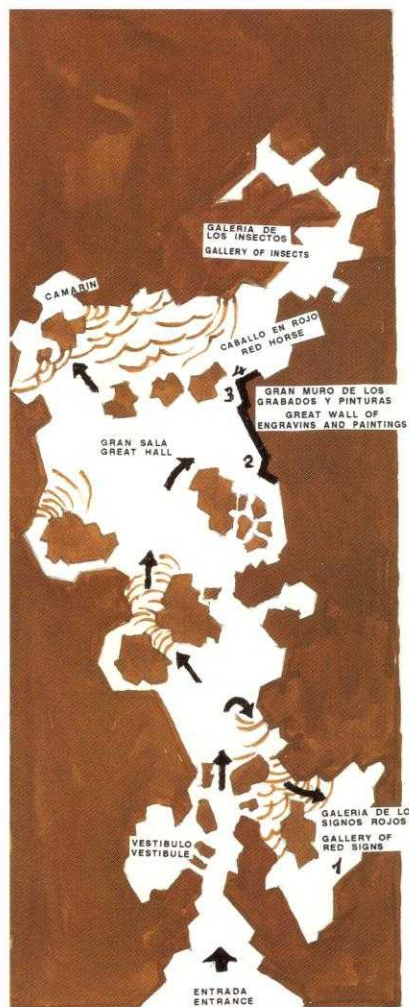 GALERIA DE
LOS INSECTOS
GALLERY OF INSECTS
CAMARIN
CABALLO EN ROJO
RED HORSE
4
3
GRAN MURO DE LOS
GRABADOS Y PINTURAS
GREAT WALL OF
ENGRAVINS AND PAINTINGS
GRAN SALA
GREAT HALL
2
GALERIA DE LO
SIGNOS ROJOS
GALLERY OF
RED SIGNS
1
VESTIBULO
VESTIBULE
ENTRADA
ENTRANCE